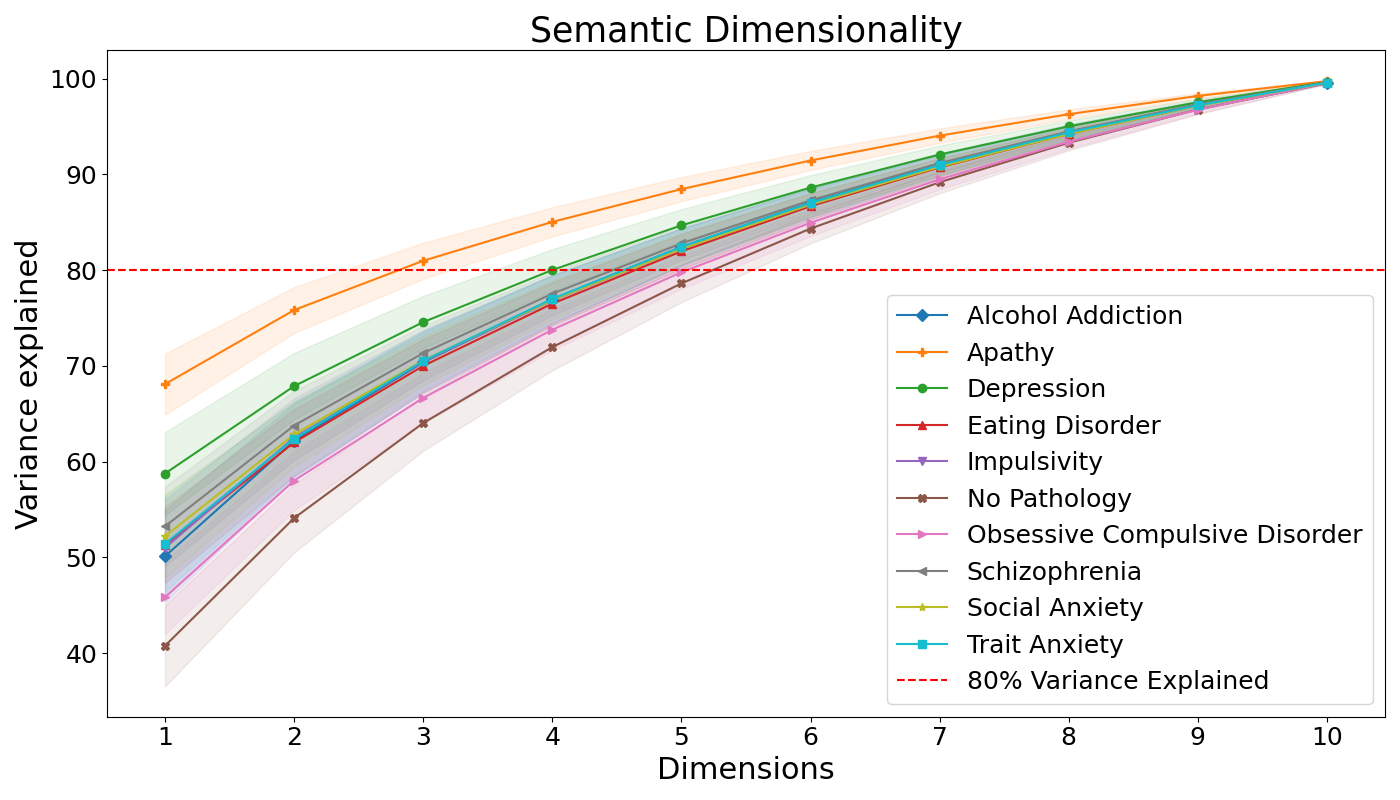 Semantic Dimensionality
Variance explained
100
90
80
70
60
50
40
1 2 3 4 5 6 7 8 9 10
Dimensions
Alcohol Addiction
Apathy
Depression
Eating Disorder
Impulsivity
No Pathology
Obsessive Compulsive Disorder
Schizophrenia
Social Anxiety
Trait Anxiety
80% Variance Explained